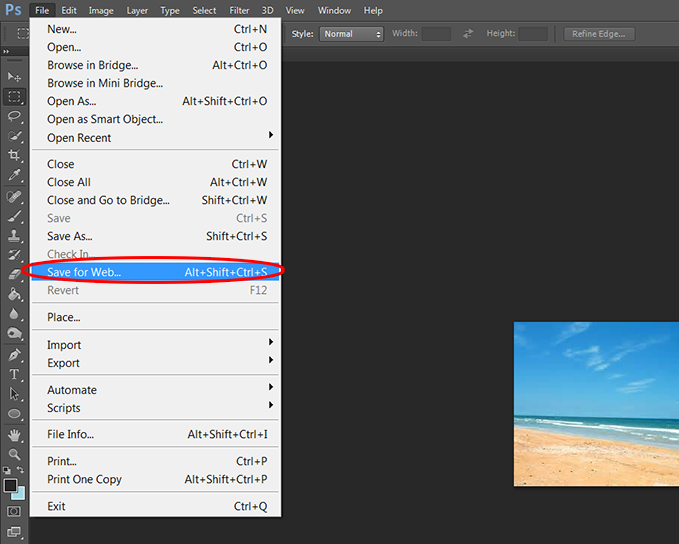 Ps File Edit Image Layer Type Select Filter 3D View Window Help
Style: Normal Width: Height: Refine Edge...
New... Ctrl+N
Open... Ctrl+O
Browse in Bridge... Alt+Ctrl+O
Browse in Mini Bridge...
Open As... Alt+Shift+Ctrl+O
Open as Smart Object...
Open Recent
Close Ctrl+W
Close All Alt+Ctrl+W
Close and Go to Bridge... Shift+Ctrl+W
Save Ctrl+S
Save As... Shift+Ctrl+S
Check In...
Save for Web... Alt+Shift+Ctrl+S
Revert F12
Place...
Import
Export
Automate
Scripts
File Info... Alt+Shift+Ctrl+I
Print... Ctrl+P
Print One Copy Alt+Shift+Ctrl+P
Exit Ctrl+Q